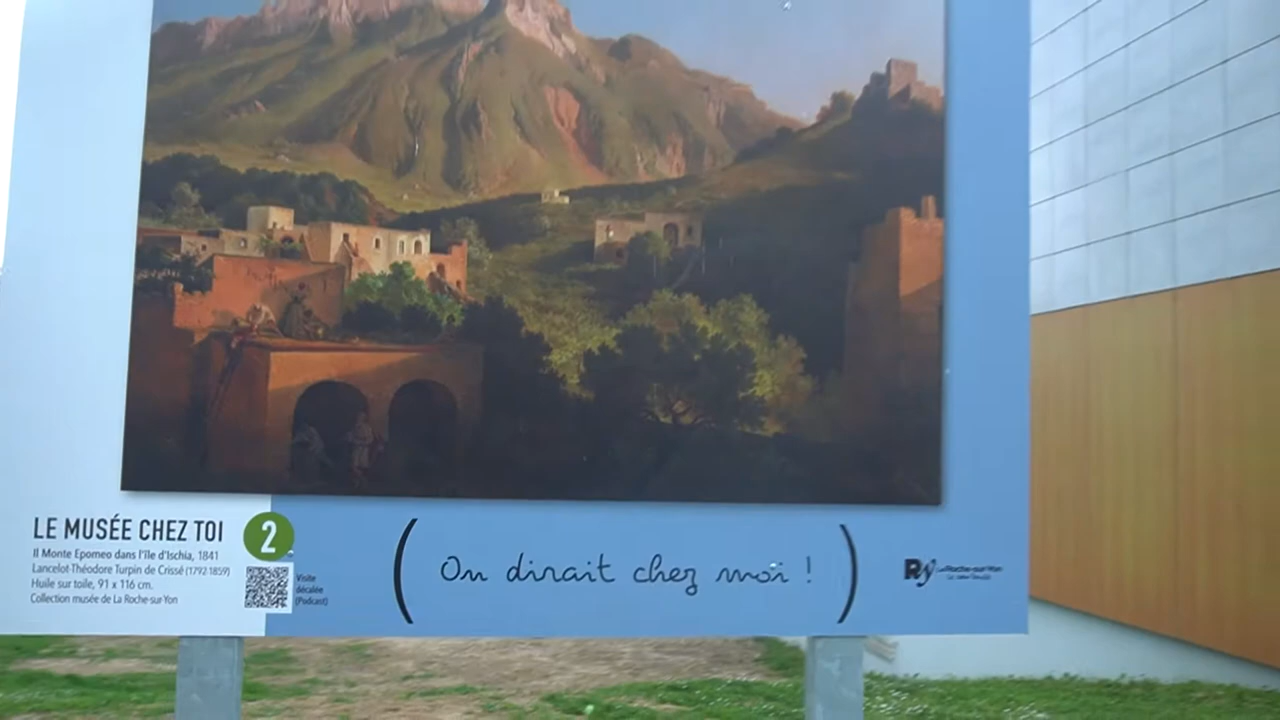 LE MUSÉE CHEZ TOI
2
Il Monte Epomeo dans l'île d'Ischia, 1841
Lancelot-Théodore Turpin de Crissé (1792-1859)
Huile sur toile, 91 x 116 cm.
Collection musée de La Roche-sur-Yon
Visite
décalée
(Podcast)
( On dirait chez moi ! )
Ry La Roche-sur-Yon